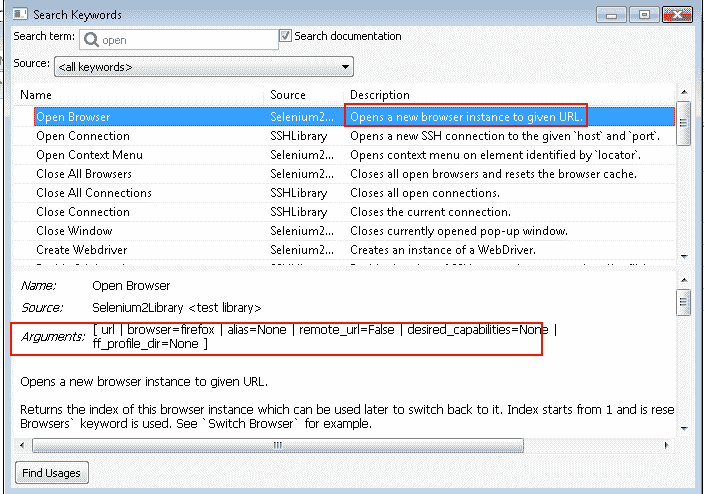 Search Keywords
Search term: open Search documentation
Source: <all keywords>
Name Source Description
Open Browser Selenium2... Opens a new browser instance to given URL.
Open Connection SSHLibrary Opens a new SSH connection to the given `host` and `port`.
Open Context Menu Selenium2... Opens context menu on element identified by `locator`.
Close All Browsers Selenium2... Closes all open browsers and resets the browser cache.
Close All Connections SSHLibrary Closes all open connections.
Close Connection SSHLibrary Closes the current connection.
Close Window Selenium2... Closes currently opened pop-up window.
Create Webdriver Selenium2... Creates an instance of a WebDriver.
Name: Open Browser
Source: Selenium2Library <test library>
Arguments: [ url | browser=firefox | alias=None | remote_url=False | desired_capabilities=None |
ff_profile_dir=None ]
Opens a new browser instance to given URL.
Returns the index of this browser instance which can be used later to switch back to it. Index starts from 1 and is rese
Browsers` keyword is used. See `Switch Browser` for example.
Find Usages